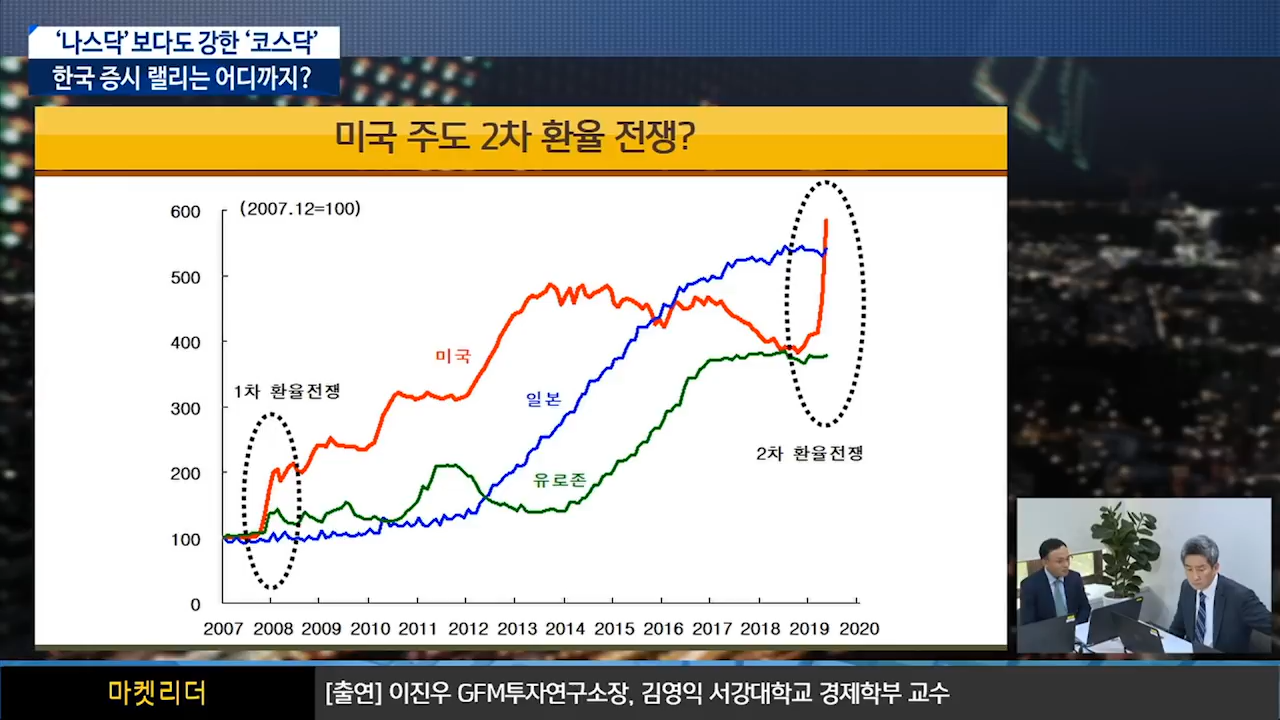 ‘나스닥’보다도 강한 ‘코스닥’
한국 증시 랠리는 어디까지?
미국 주도 2차 환율 전쟁?
(2007.12=100)
600
500
400
300
200
100
0
미국
1차 환율전쟁
일본
유로존
2차 환율전쟁
2007 2008 2009 2010 2011 2012 2013 2014 2015 2016 2017 2018 2019 2020
마켓리더
[출연] 이진우 GFM투자연구소장, 김영익 서강대학교 경제학부 교수